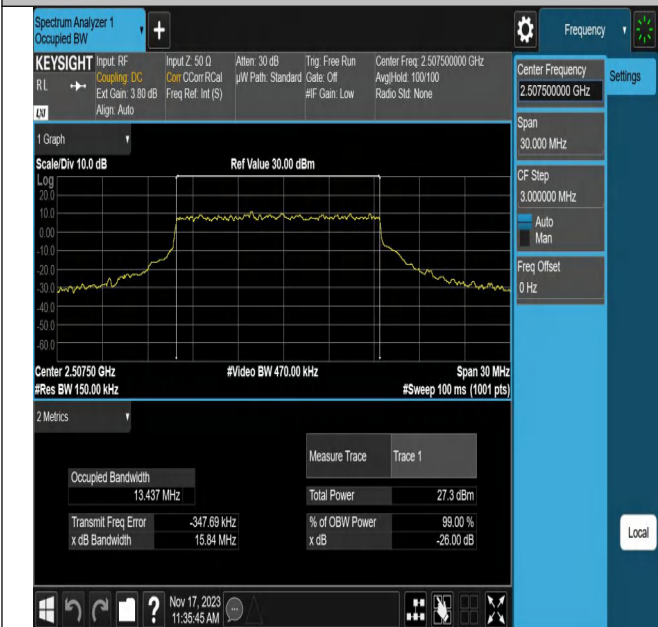 Spectrum Analyzer 1
Occupied BW
+
Frequency
KEYSIGHT
R L
LXI
Input: RF
Coupling: DC
Ext Gain: 3.80 dB
Align: Auto
Input Z: 50 Ω
Corr CCorr RCal
Freq Ref: Int (S)
Atten: 30 dB
µW Path: Standard
Trig: Free Run
Gate: Off
#IF Gain: Low
Center Freq: 2.507500000 GHz
Avg|Hold: 100/100
Radio Std: None
Center Frequency
2.507500000 GHz
Settings
Span
30.000 MHz
CF Step
3.000000 MHz
Auto
Man
Freq Offset
0 Hz
1 Graph
Scale/Div 10.0 dB
Ref Value 30.00 dBm
Log
20.0
10.0
0.00
-10.0
-20.0
-30.0
-40.0
-50.0
-60.0
Center 2.50750 GHz
#Video BW 470.00 kHz
Span 30 MHz
#Res BW 150.00 kHz
#Sweep 100 ms (1001 pts)
2 Metrics
Measure Trace Trace 1
Occupied Bandwidth
13.437 MHz
Total Power 27.3 dBm
Transmit Freq Error -347.69 kHz
% of OBW Power 99.00 %
x dB Bandwidth 15.84 MHz
x dB -26.00 dB
Local
?
Nov 17, 2023
11:35:45 AM